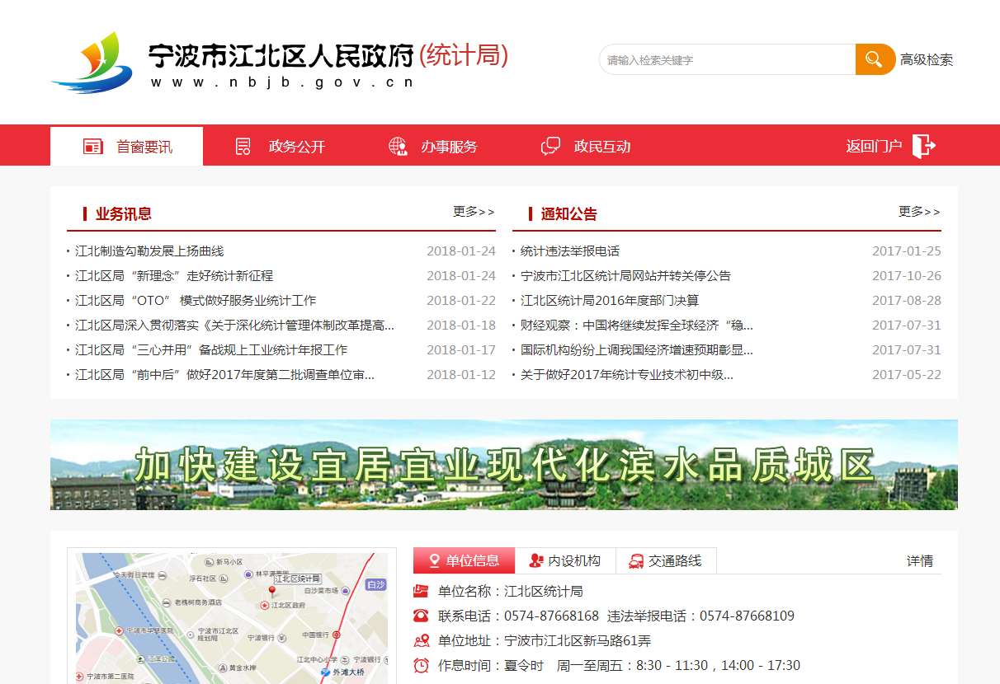 宁波市江北区人民政府(统计局)
www.nbjb.gov.cn
请输入检索关键字
高级检索
首窗要讯
政务公开
办事服务
政民互动
返回门户
业务讯息 更多>>
· 江北制造勾勒发展上扬曲线 2018-01-24
· 江北区局“新理念”走好统计新征程 2018-01-24
· 江北区局“OTO” 模式做好服务业统计工作 2018-01-22
· 江北区局深入贯彻落实《关于深化统计管理体制改革提高... 2018-01-18
· 江北区局“三心并用”备战规上工业统计年报工作 2018-01-17
· 江北区局“前中后”做好2017年度第二批调查单位审... 2018-01-12
通知公告 更多>>
· 统计违法举报电话 2017-01-25
· 宁波市江北区统计局网站并转关停公告 2017-10-26
· 江北区统计局2016年度部门决算 2017-08-28
· 财经观察：中国将继续发挥全球经济“稳... 2017-07-31
· 国际机构纷纷上调我国经济增速预期彰显... 2017-07-31
· 关于做好2017年统计专业技术初中级... 2017-05-22
加快建设宜居宜业现代化滨水品质城区
新马小区
今天假日宾馆
浮石社区
江北区统计局
白沙
白沙菜市场
老槐树商务酒店
江北区政府
宁波市华慈医院
宁波市江北区
规划局
宁波银行
中国银行
江滨公园
黄金水岸
江北中心小学
宁波银行
外滩大桥
宁波市第二医院
单位信息
内设机构
交通路线
详情
单位名称：江北区统计局
联系电话：0574-87668168 违法举报电话：0574-87668109
单位地址：宁波市江北区新马路61弄
作息时间：夏令时 周一至周五：8:30 - 11:30，14:00 - 17:30